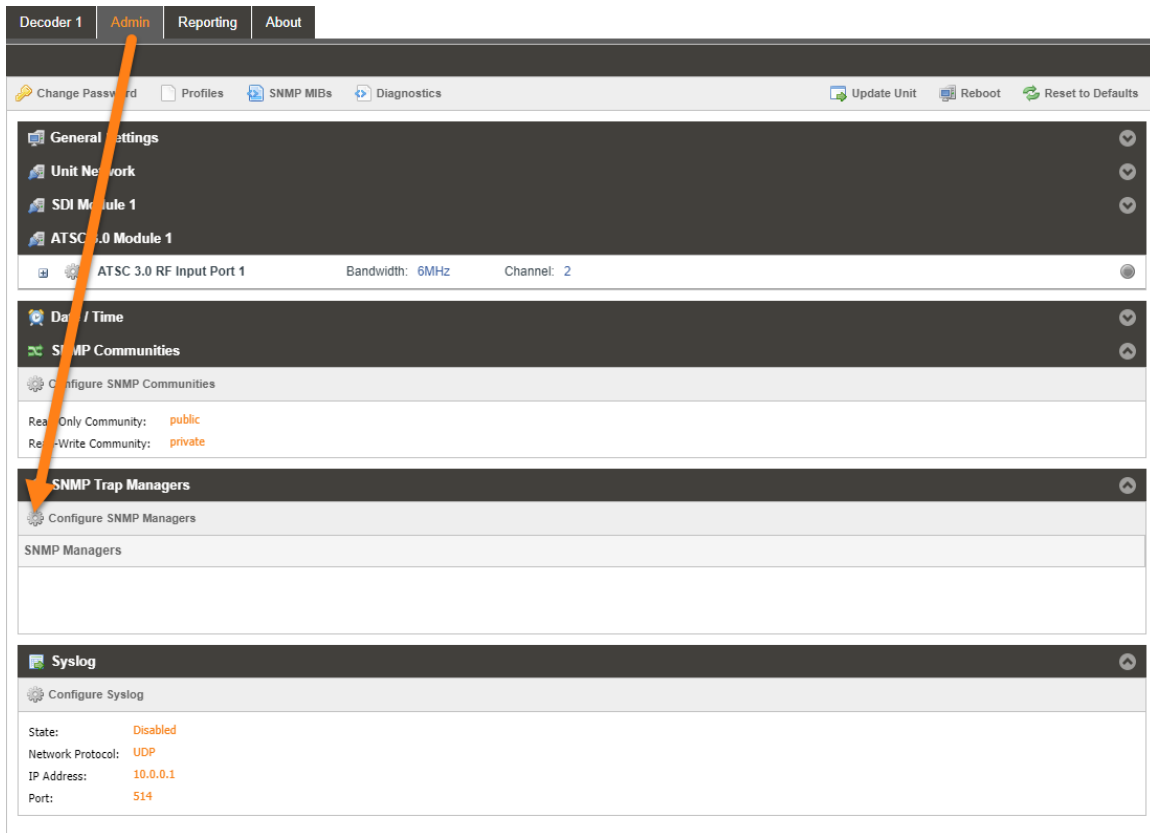 Decoder 1 Admin Reporting About
Change Password Profiles SNMP MIBs Diagnostics Update Unit Reboot Reset to Defaults
General Settings
Unit Network
SDI Module 1
ATSC 3.0 Module 1
ATSC 3.0 RF Input Port 1 Bandwidth: 6MHz Channel: 2
Date / Time
SNMP Communities
Configure SNMP Communities
Read-Only Community: public
Read-Write Community: private
SNMP Trap Managers
Configure SNMP Managers
SNMP Managers
Syslog
Configure Syslog
State: Disabled
Network Protocol: UDP
IP Address: 10.0.0.1
Port: 514